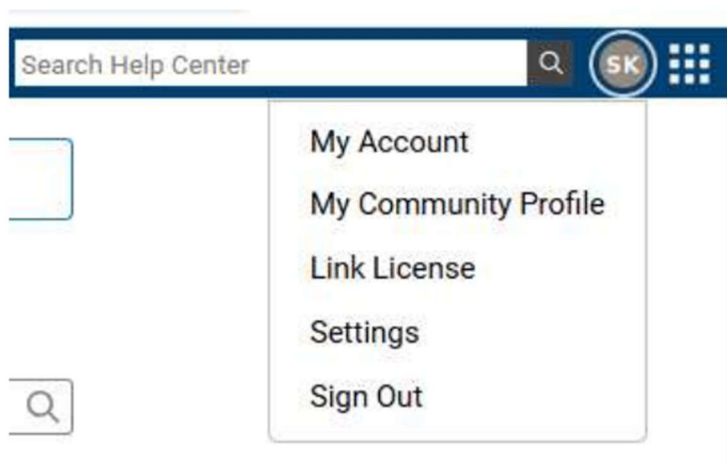 Search Help Center
SK
My Account
My Community Profile
Link License
Settings
Sign Out